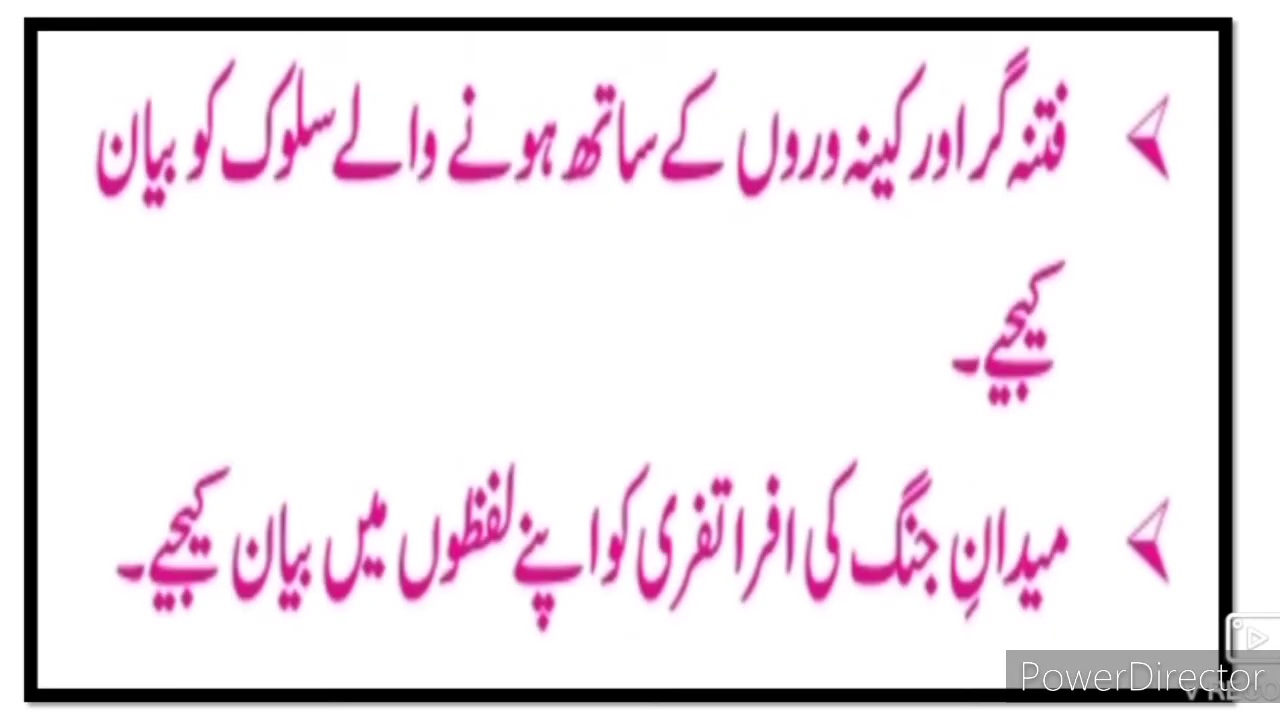 فتنہ گر اور کینہ وروں کے ساتھ ہونے والے سلوک کو بیان
کیجیے۔
میدانِ جنگ کی افراتفری کو اپنے لفظوں میں بیان کیجیے۔
PowerDirector